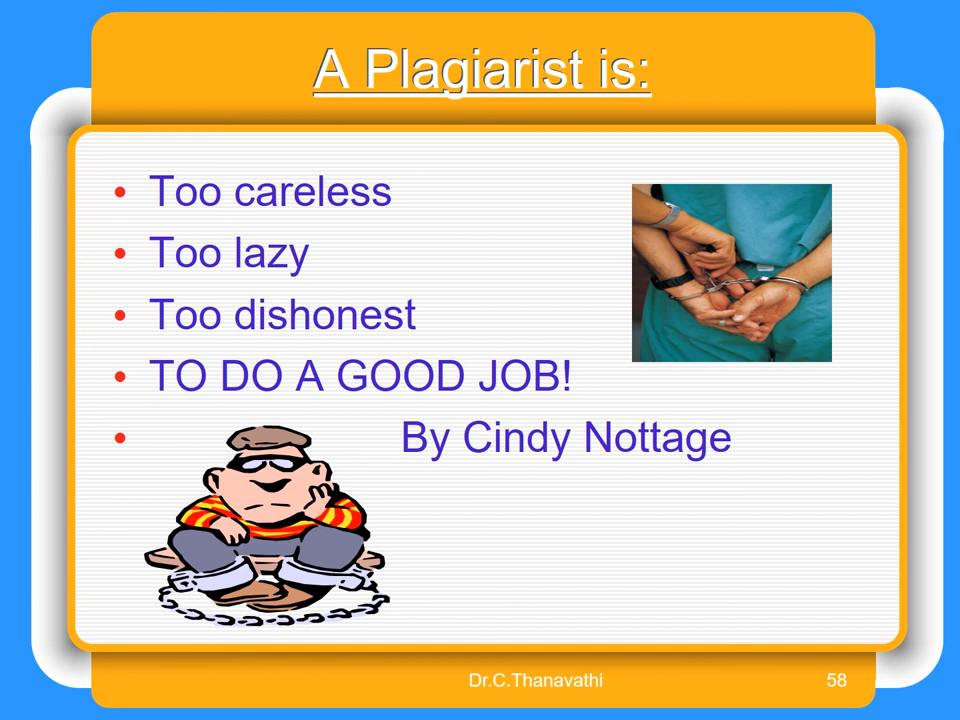 A Plagiarist is:
• Too careless
• Too lazy
• Too dishonest
• TO DO A GOOD JOB!
• By Cindy Nottage
Dr.C.Thanavathi 58